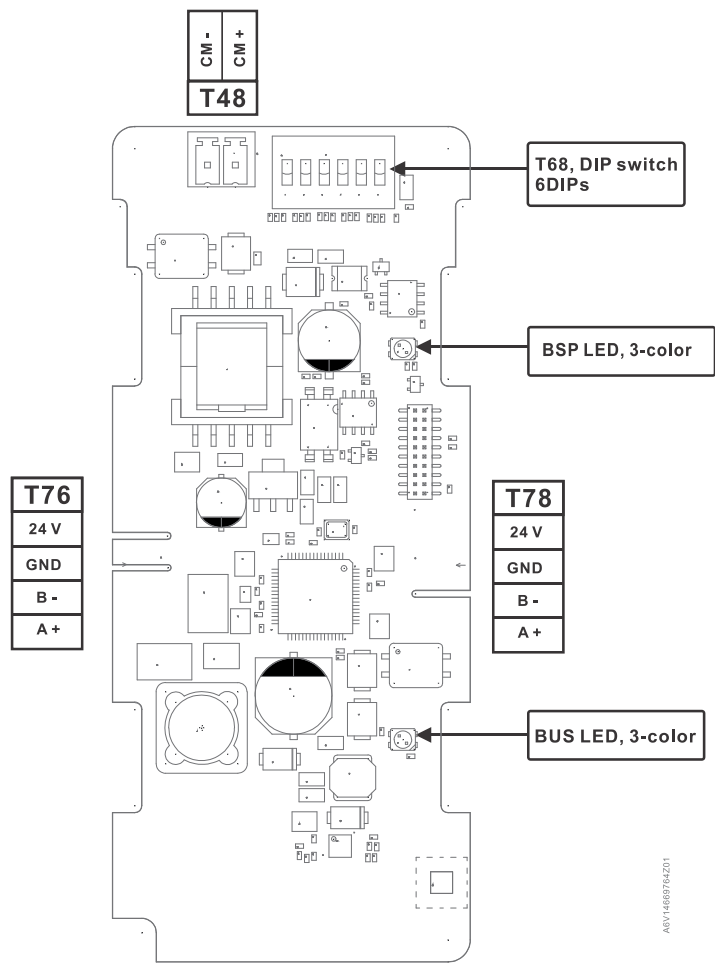 CM -
CM +
T48
T68, DIP switch
6DIPs
BSP LED, 3-color
T76
24 V
GND
B -
A +
T78
24 V
GND
B -
A +
BUS LED, 3-color
A6V14669764Z01